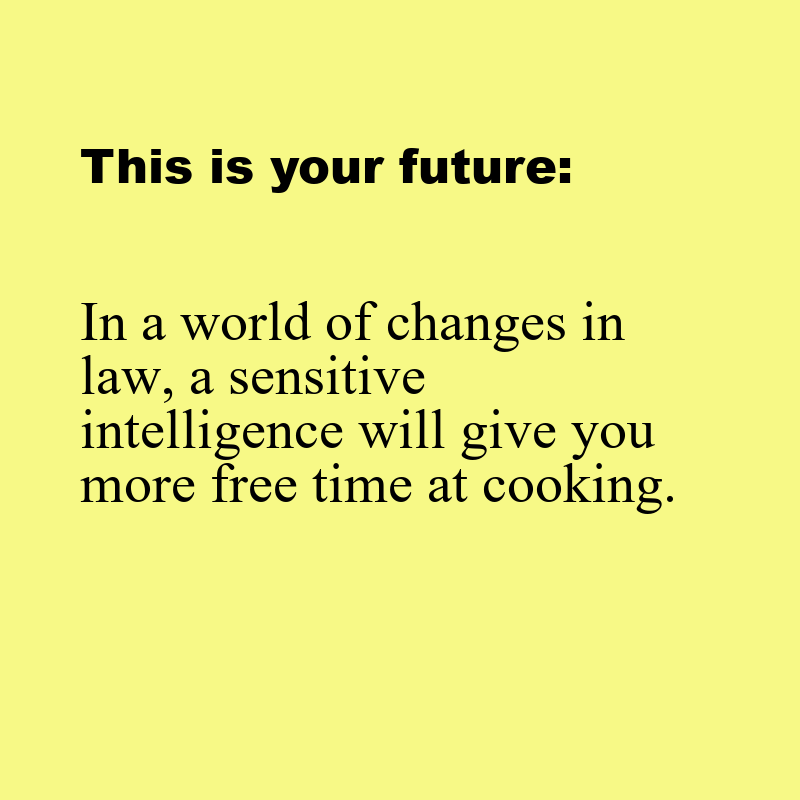 This is your future:
In a world of changes in
law, a sensitive
intelligence will give you
more free time at cooking.